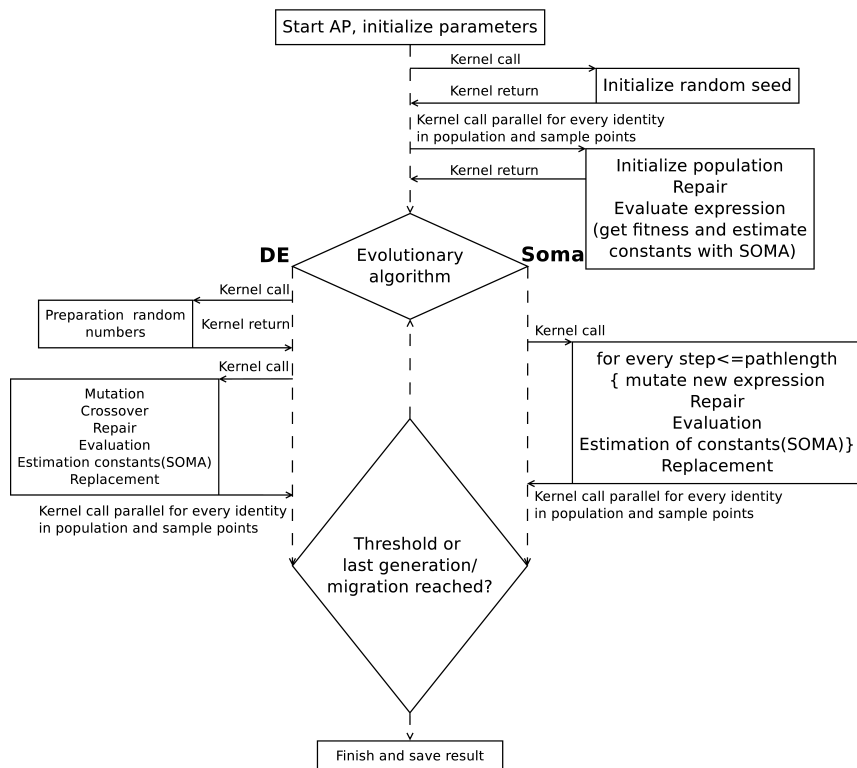 Start AP, initialize parameters
Kernel call
Initialize random seed
Kernel return
Kernel call parallel for every identity
in population and sample points
Kernel return
Initialize population
Repair
Evaluate expression
(get fitness and estimate
constants with SOMA)
DE
Evolutionary
algorithm
Soma
Kernel call
Preparation random
numbers
Kernel return
Kernel call
Mutation
Crossover
Repair
Evaluation
Estimation constants(SOMA)
Replacement
Kernel call parallel for every identity
in population and sample points
Kernel call
for every step<=pathlength
{ mutate new expression
Repair
Evaluation
Estimation of constants(SOMA)}
Replacement
Kernel call parallel for every identity
in population and sample points
Threshold or
last generation/
migration reached?
Finish and save result